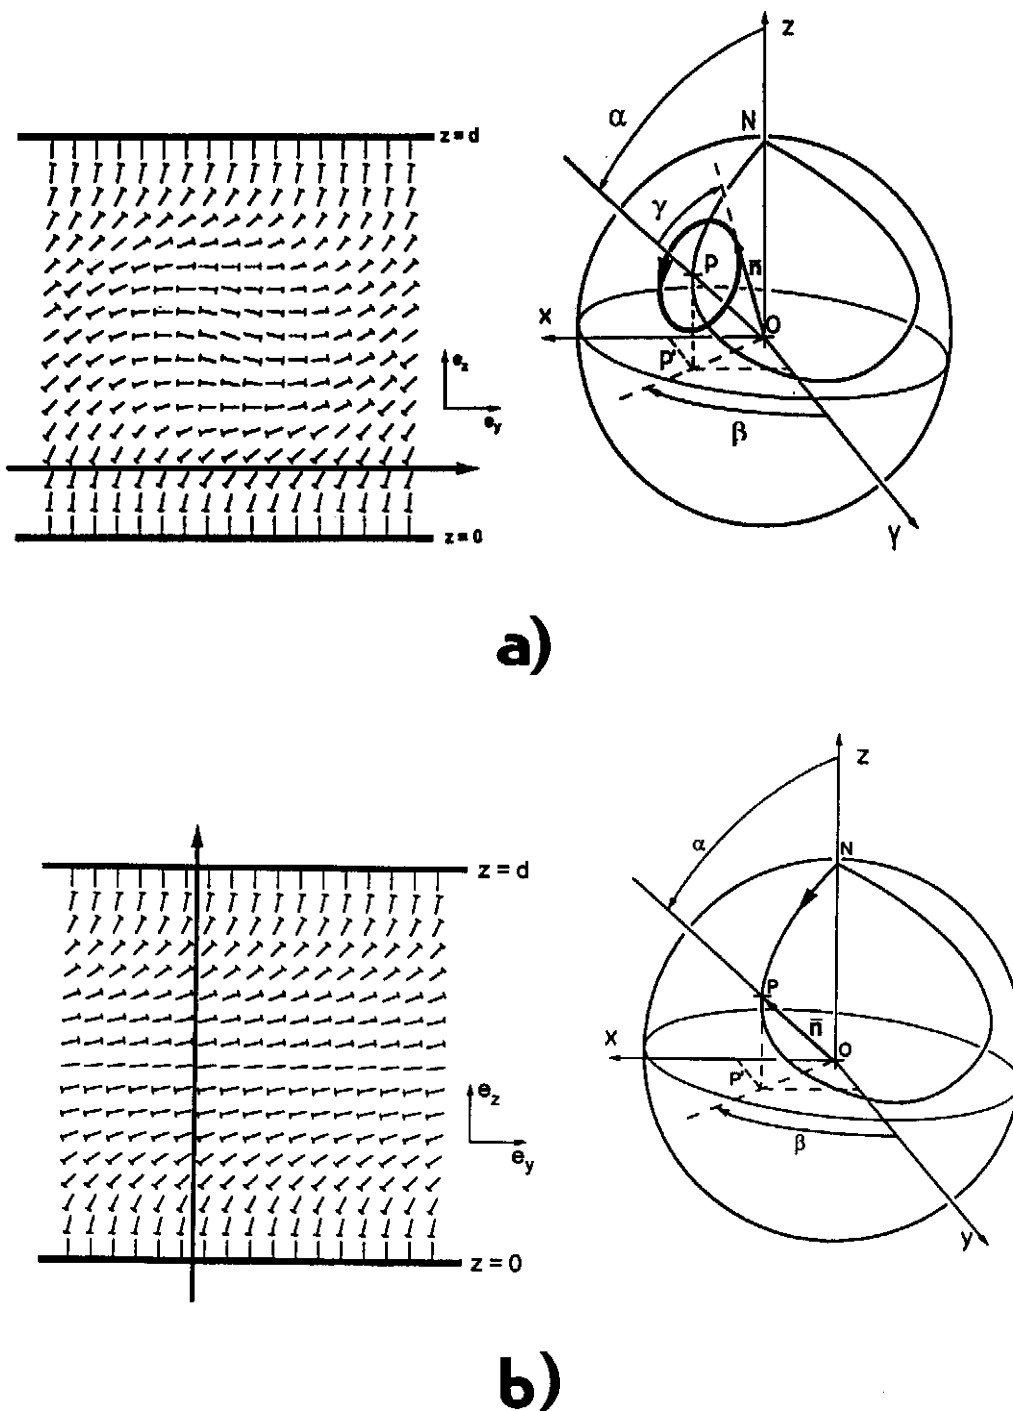 z
N
α
z = d
γ
P
n̄
x
O
P'
e_z
e_y
β
z = 0
Y
a)
z
α
N
z = d
P
n̄
x
O
P'
e_z
e_y
β
z = 0
y
b)